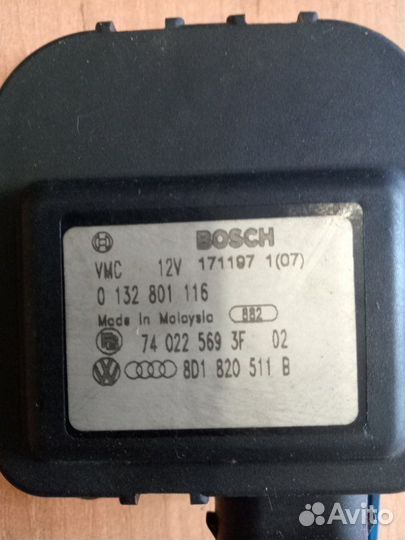 BOSCH
VMC 12V 171197 1(07)
0 132 801 116
Made in Malaysia 882
74 022 569 3F 02
8D1 820 511 B
Avito